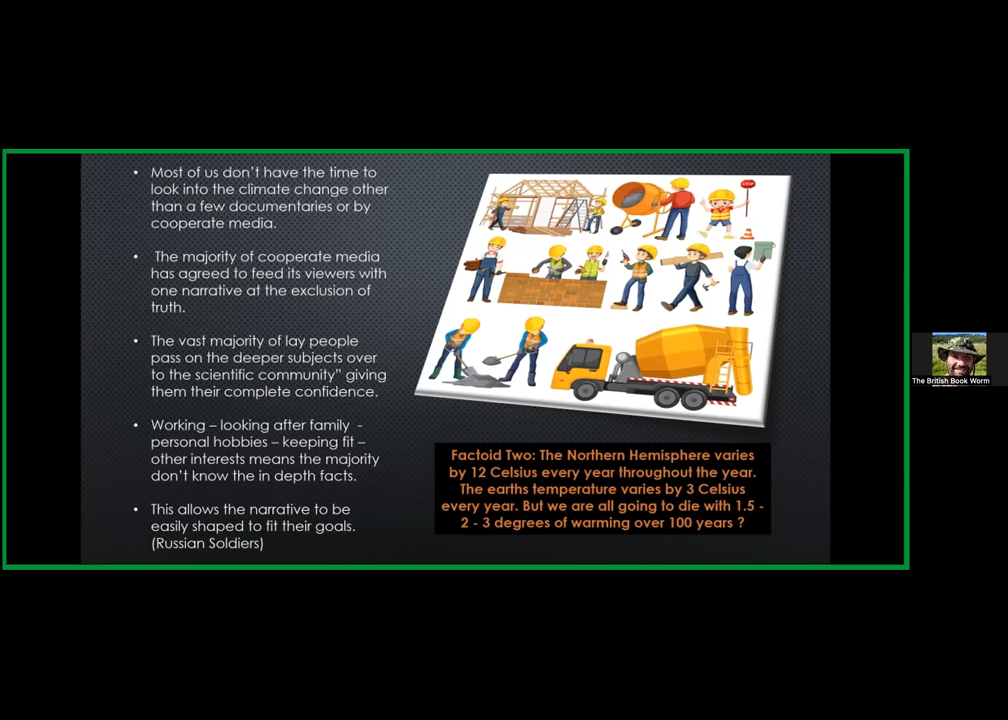 • Most of us don't have the time to
look into the climate change other
than a few documentaries or by
cooperate media.
• The majority of cooperate media
has agreed to feed its viewers with
one narrative at the exclusion of
truth.
• The vast majority of lay people
pass on the deeper subjects over
to the scientific community" giving
them their complete confidence.
• Working – looking after family -
personal hobbies – keeping fit –
other interests means the majority
don't know the in depth facts.
• This allows the narrative to be
easily shaped to fit their goals.
(Russian Soldiers)
STOP
Factoid Two: The Northern Hemisphere varies
by 12 Celsius every year throughout the year.
The earths temperature varies by 3 Celsius
every year. But we are all going to die with 1.5 -
2 - 3 degrees of warming over 100 years ?
The British Book Worm